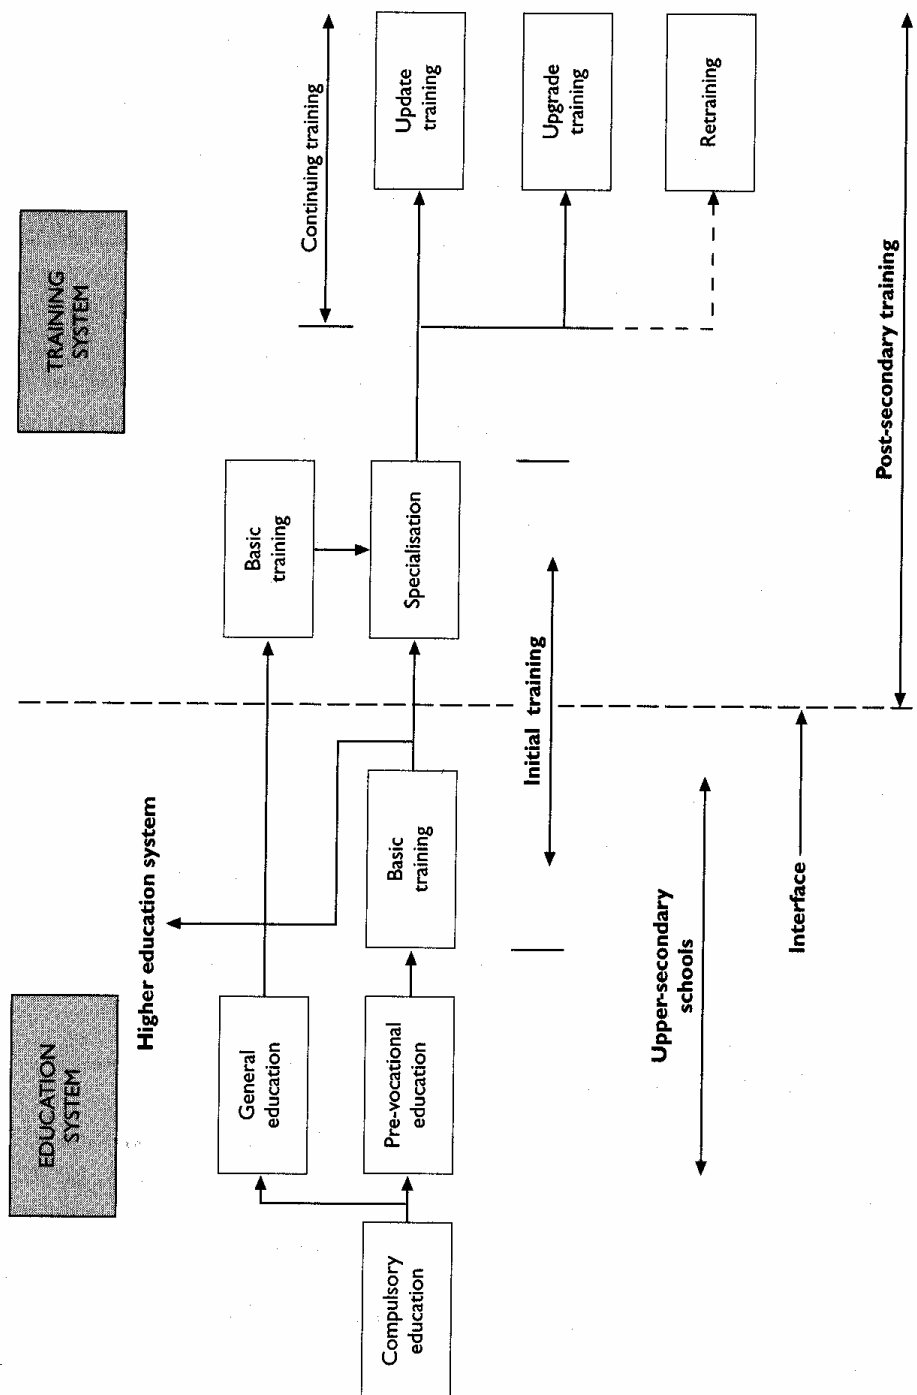 EDUCATION
SYSTEM
TRAINING
SYSTEM
Higher education system
General
education
Basic
training
Continuing training
Compulsory
education
Pre-vocational
education
Basic
training
Specialisation
Update
training
Initial training
Upgrade
training
Upper-secondary
schools
Retraining
Interface
Post-secondary training